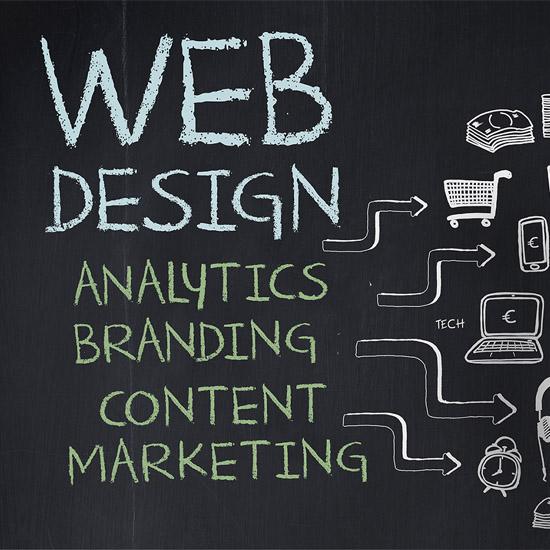 WEB
DESIGN
ANALYTICS
BRANDING
CONTENT
MARKETING
TECH
€
€